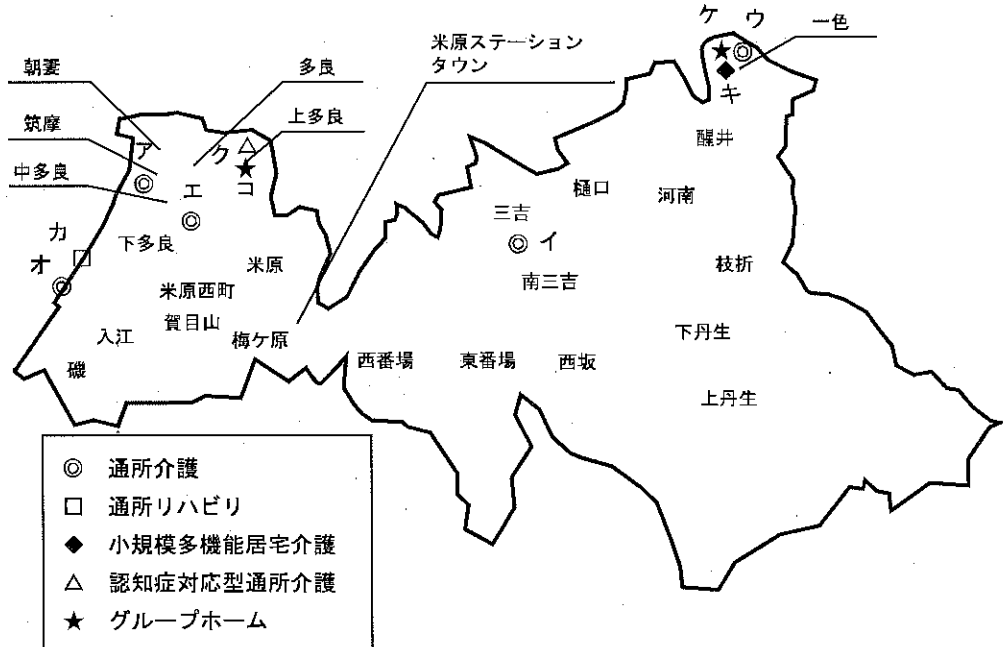 ケ ウ
一色
米原ステーション
タウン
朝妻
多良
キ
筑摩
上多良
ア
ク
醒井
中多良
エ
コ
樋口
河南
三吉
カ
下多良
イ
オ
米原
枝折
南三吉
米原西町
賀目山
入江
梅ケ原
下丹生
磯
西番場
東番場
西坂
上丹生
◎ 通所介護
□ 通所リハビリ
◆ 小規模多機能居宅介護
△ 認知症対応型通所介護
★ グループホーム